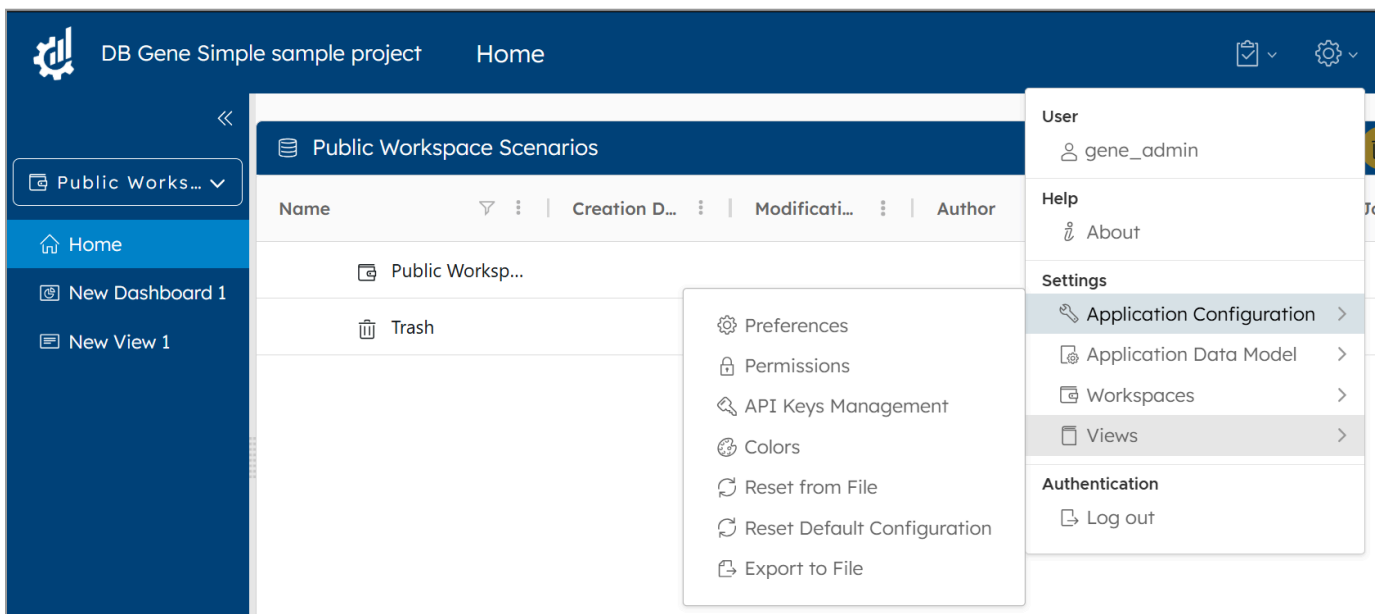 DB Gene Simple sample project
Home
Public Works...
Home
New Dashboard 1
New View 1
Public Workspace Scenarios
Name Creation D... Modificati... Author
Public Worksp...
Trash
Preferences
Permissions
API Keys Management
Colors
Reset from File
Reset Default Configuration
Export to File
User
gene_admin
Help
About
Settings
Application Configuration
Application Data Model
Workspaces
Views
Authentication
Log out